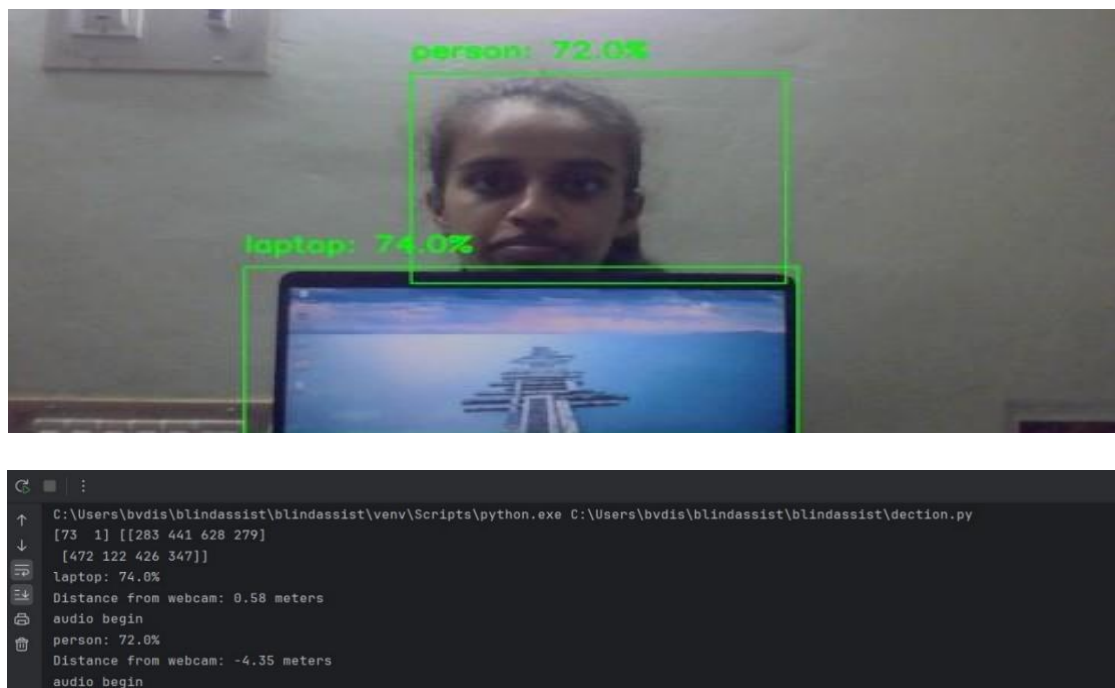 person: 72.0%
laptop: 74.0%
C:\Users\bvdis\blindassist\blindassist\venv\Scripts\python.exe C:\Users\bvdis\blindassist\blindassist\dection.py
[73  1] [[283 441 628 279]
 [472 122 426 347]]
laptop: 74.0%
Distance from webcam: 0.58 meters
audio begin
person: 72.0%
Distance from webcam: -4.35 meters
audio begin